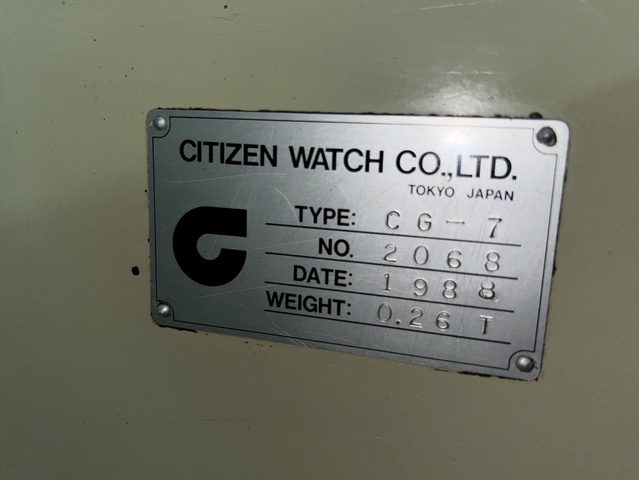 CITIZEN WATCH CO.,LTD.
TOKYO JAPAN
TYPE: CG-7
NO. 2068
DATE: 1988
WEIGHT: 0.26 T